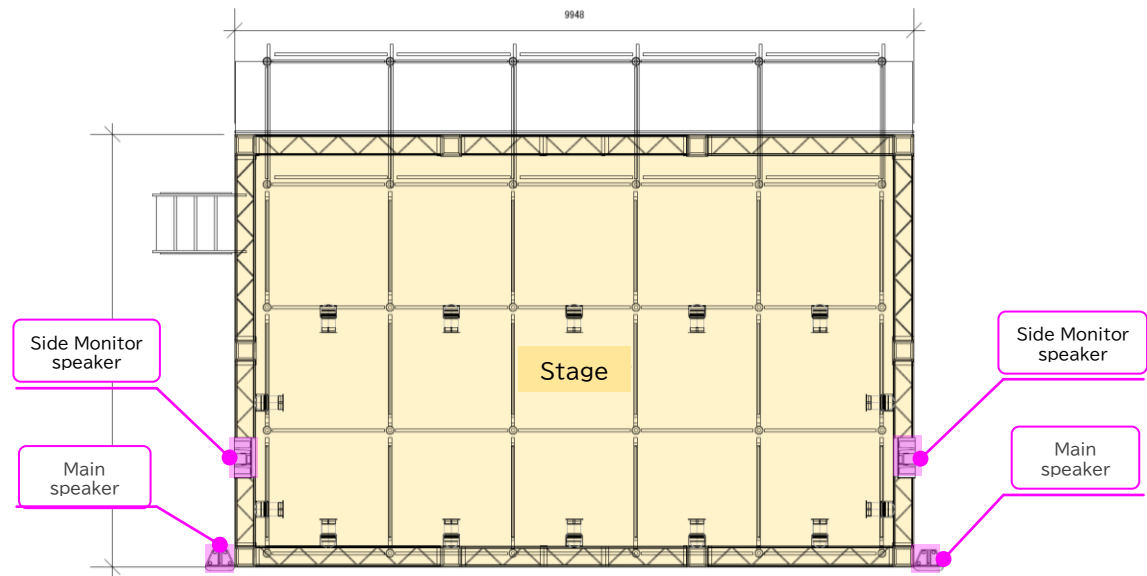 9948
Side Monitor
speaker
Side Monitor
speaker
Stage
Main
speaker
Main
speaker